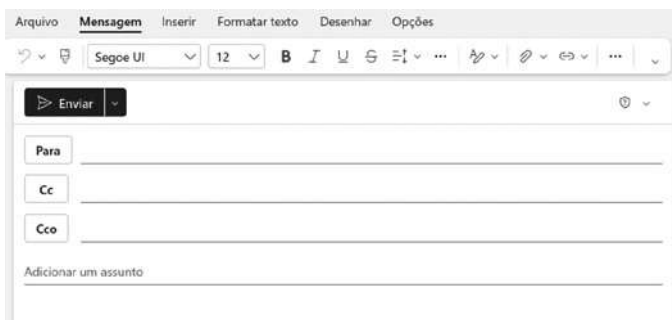 Arquivo Mensagem Inserir Formatar texto Desenhar Opções
Segoe UI 12 B I U S ... ...
Enviar
Para
Cc
Cco
Adicionar um assunto